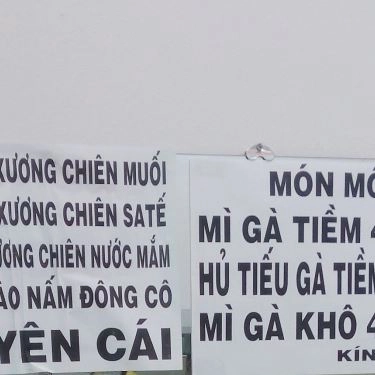 XƯƠNG CHIÊN MUỐI
XƯƠNG CHIÊN SATẾ
ƯƠNG CHIÊN NƯỚC MẮM
ÀO NẤM ĐÔNG CÔ
YÊN CÁI
MÓN MỚ
MÌ GÀ TIỀM 4
HỦ TIẾU GÀ TIỀM
MÌ GÀ KHÔ 4
KÍN